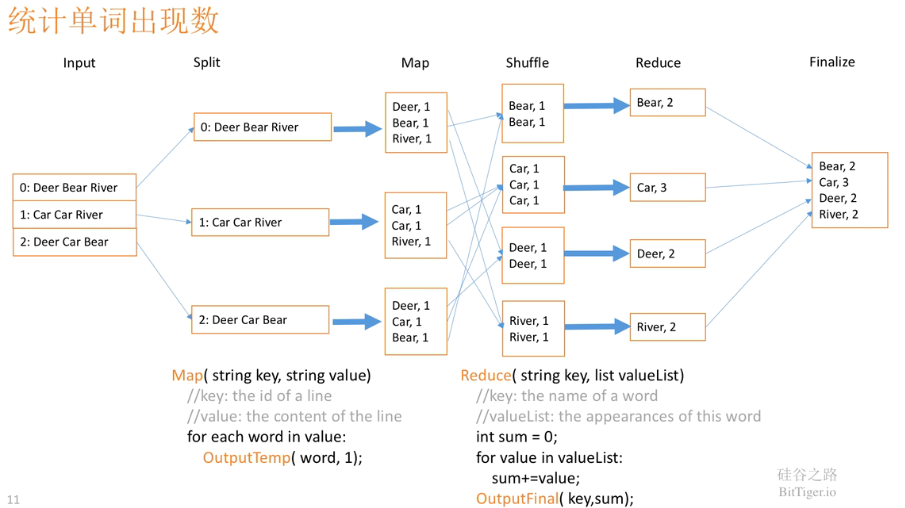 统计单词出现数
Input
Split
Map
Shuffle
Reduce
Finalize
0: Deer Bear River
1: Car Car River
2: Deer Car Bear
0: Deer Bear River
1: Car Car River
2: Deer Car Bear
Deer, 1
Bear, 1
River, 1
Car, 1
Car, 1
River, 1
Deer, 1
Car, 1
Bear, 1
Bear, 1
Bear, 1
Car, 1
Car, 1
Car, 1
Deer, 1
Deer, 1
River, 1
River, 1
Bear, 2
Car, 3
Deer, 2
River, 2
Bear, 2
Car, 3
Deer, 2
River, 2
Map( string key, string value)
//key: the id of a line
//value: the content of the line
for each word in value:
OutputTemp( word, 1);
Reduce( string key, list valueList)
//key: the name of a word
//valueList: the appearances of this word
int sum = 0;
for value in valueList:
sum+=value;
OutputFinal( key,sum);
硅谷之路
BitTiger.io
11